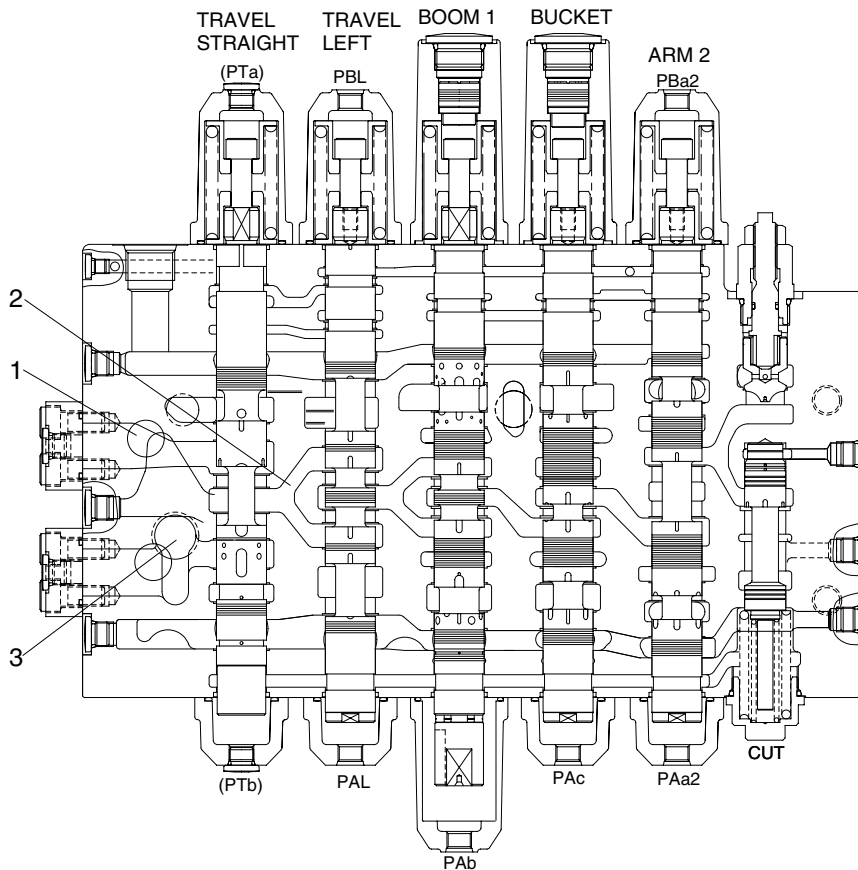 TRAVEL
STRAIGHT
(PTa)
TRAVEL
LEFT
PBL
BOOM 1
BUCKET
ARM 2
PBa2
2
1
3
(PTb)
PAL
PAb
PAc
PAa2
CUT